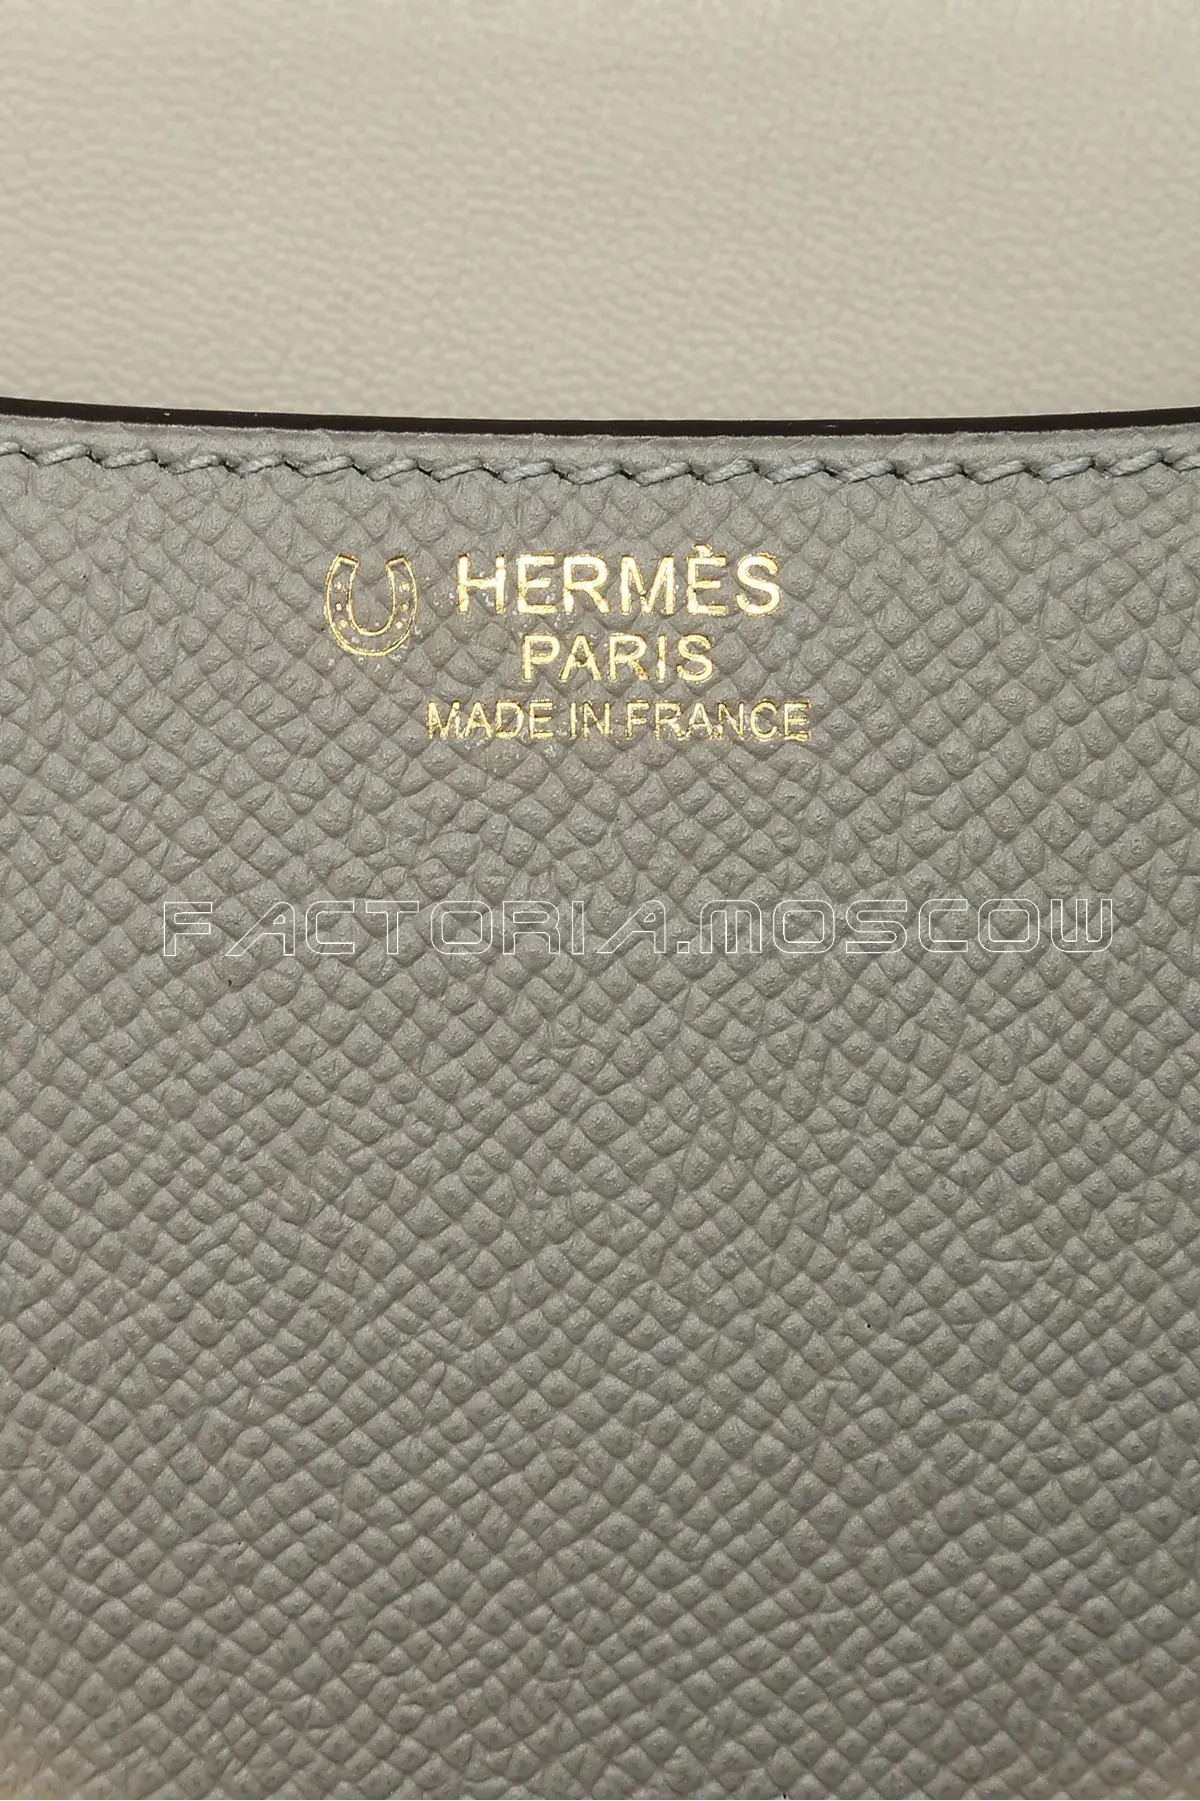 HERMÈS
PARIS
MADE IN FRANCE
FACTORIA.MOSCOW